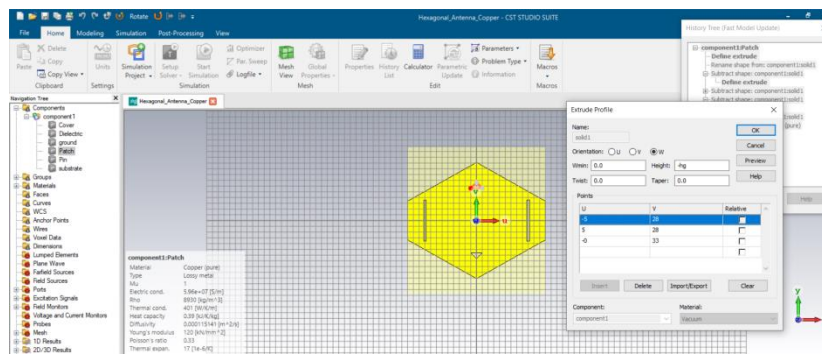 Rotate
Hexagonal_Antenna_Copper - CST STUDIO SUITE
File Home Modeling Simulation Post-Processing View
Paste
Delete
Copy
Copy View
Clipboard
Units
Settings
Simulation Project
Setup Solver
Start Simulation
Optimizer
Par. Sweep
Logfile
Simulation
Mesh View
Global Properties
Mesh
Properties
History List
Calculator
Parametric Update
Parameters
Problem Type
Information
Edit
Macros
Macros
History Tree (Fast Model Update)
component1:Patch
Define extrude
Rename shape from: component1:solid1
Subtract shape: component1:solid1
Define extrude
Subtract shape: component1:solid1
Subtract shape: component1:solid1
Help
Navigation Tree
Components
component1
Cover
Dielectric
ground
Patch
Pin
substrate
Groups
Materials
Faces
Curves
WCS
Anchor Points
Wires
Voxel Data
Dimensions
Lumped Elements
Plane Wave
Farfield Sources
Field Sources
Ports
Excitation Signals
Field Monitors
Voltage and Current Monitors
Probes
Mesh
1D Results
2D/3D Results
Hexagonal_Antenna_Copper
u
component1:Patch
Material Copper (pure)
Type Lossy metal
Mu 1
Electric cond. 5.96e+07 [S/m]
Rho 8930 [kg/m^3]
Thermal cond. 401 [W/K/m]
Heat capacity 0.39 [kJ/K/kg]
Diffusivity 0.000115141 [m^2/s]
Young's modulus 120 [kN/mm^2]
Poisson's ratio 0.33
Thermal expan. 17 [1e-6/K]
Extrude Profile
Name:
solid1
Orientation: U V W
Wmin: 0.0 Height: -hg
Twist: 0.0 Taper: 0.0
OK
Cancel
Preview
Help
Points
U V Relative
-5 28
5 28
-0 33
Insert Delete Import/Export Clear
Component: Material:
component1 Vacuum
y